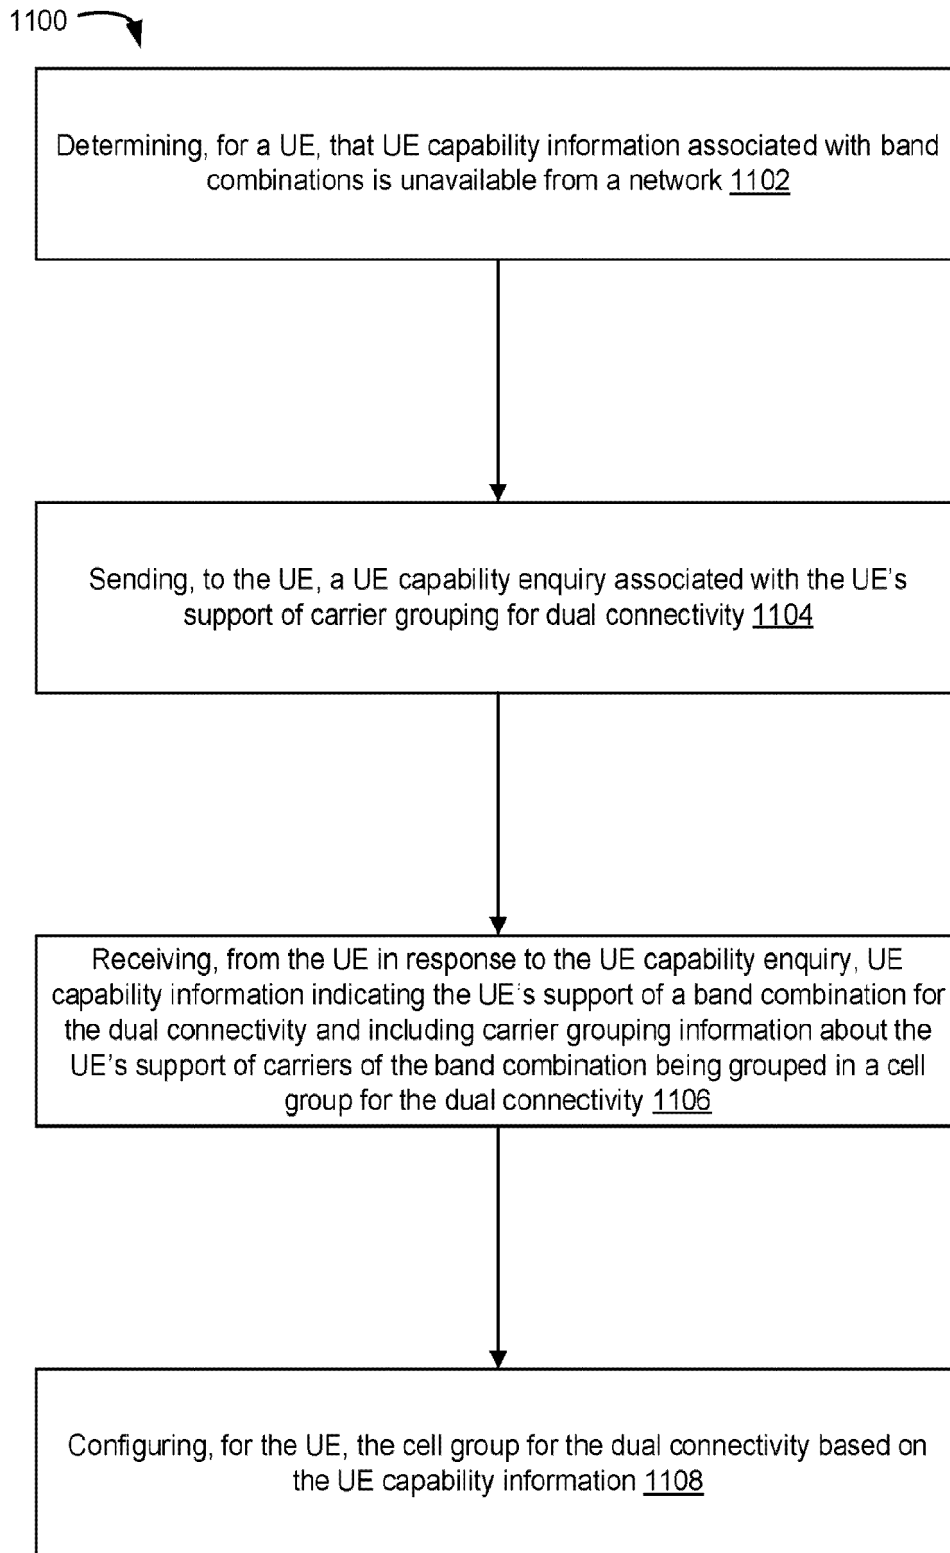 1100
Determining, for a UE, that UE capability information associated with band
combinations is unavailable from a network 1102
Sending, to the UE, a UE capability enquiry associated with the UE's
support of carrier grouping for dual connectivity 1104
Receiving, from the UE in response to the UE capability enquiry, UE
capability information indicating the UE's support of a band combination for
the dual connectivity and including carrier grouping information about the
UE's support of carriers of the band combination being grouped in a cell
group for the dual connectivity 1106
Configuring, for the UE, the cell group for the dual connectivity based on
the UE capability information 1108